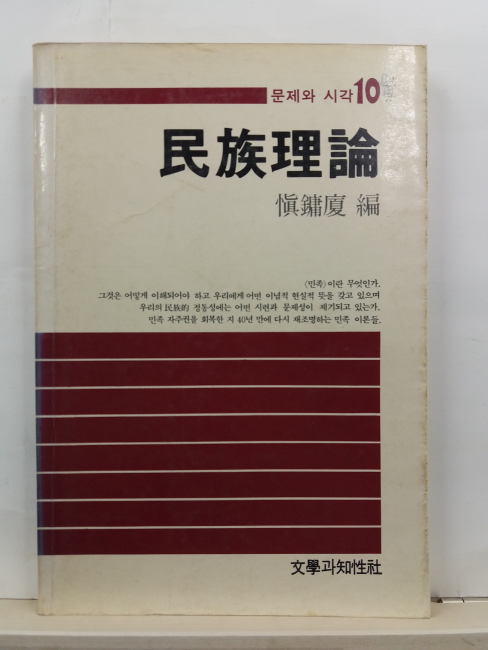 문제와 시각 10
民族理論
愼鏞廈 編
〈민족〉이란 무엇인가.
그것은 어떻게 이해되어야 하고 우리에게 어떤 이념적 현실적 뜻을 갖고 있으며
우리의 民族的 정통성에는 어떤 시련과 문제성이 제기되고 있는가.
민족 자주권을 회복한 지 40년 만에 다시 재조명하는 민족 이론들.
文學과知性社